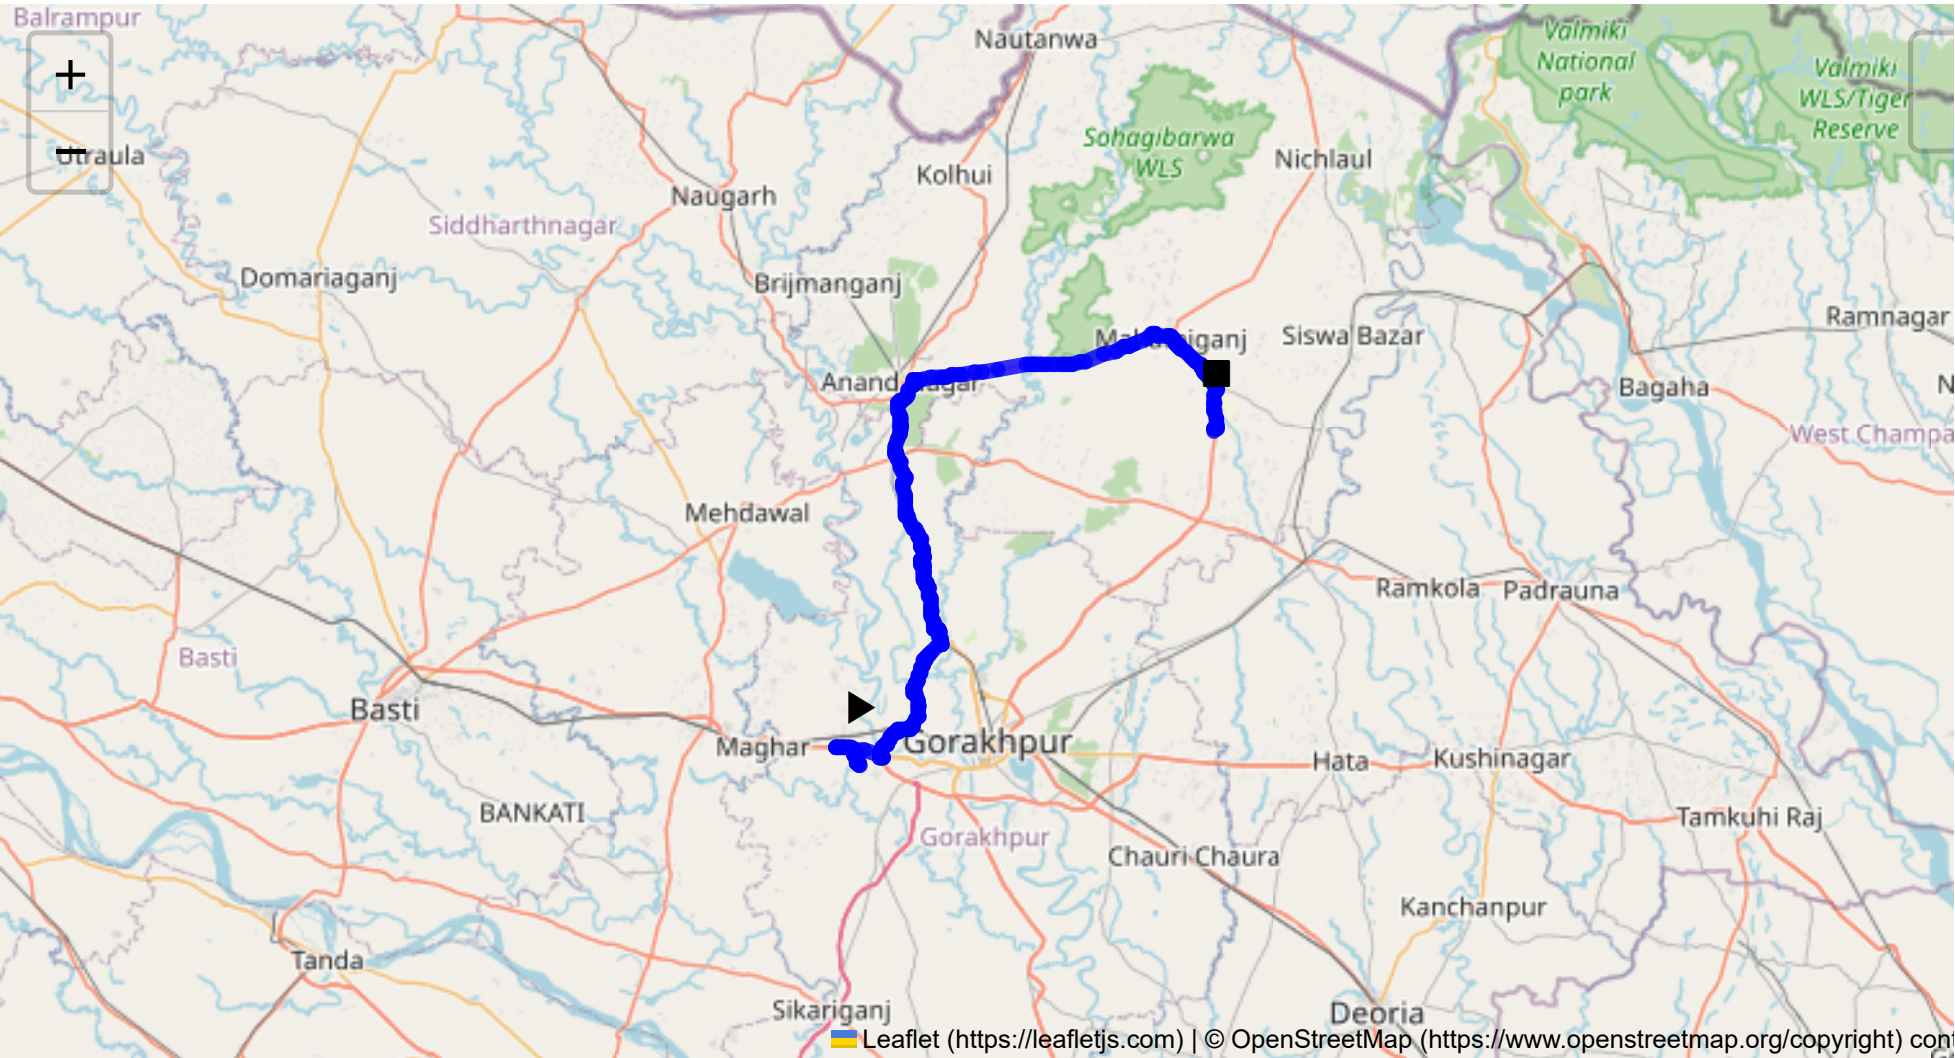 Balrampur
Nautanwa
Valmiki
National
park
Valmiki
WLS/Tiger
Reserve
+
−
Utraula
Sohagibarwa
WLS
Nichlaul
Kolhui
Naugarh
Siddharthnagar
Domariaganj
Brijmanganj
Siswa Bazar
Ramnagar
Anand
Bagaha
N
West Champa
Mehdawal
Ramkola
Padrauna
Basti
Basti
Maghar
Gorakhpur
Hata
Kushinagar
BANKATI
Gorakhpur
Tamkuhi Raj
Chauri Chaura
Kanchanpur
Tanda
Sikariganj
Deoria
Leaflet (https://leafletjs.com) | © OpenStreetMap (https://www.openstreetmap.org/copyright) con